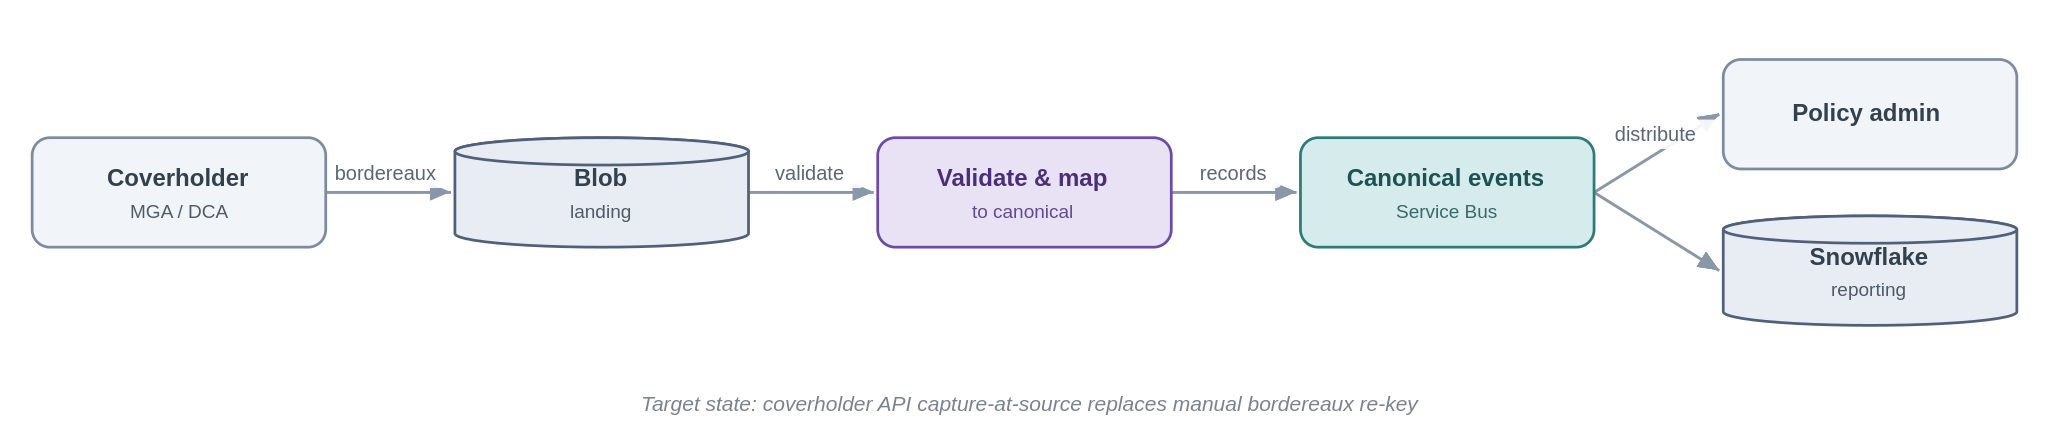 Coverholder
MGA / DCA
bordereaux
Blob
landing
validate
Validate & map
to canonical
records
Canonical events
Service Bus
distribute
Policy admin
Snowflake
reporting
Target state: coverholder API capture-at-source replaces manual bordereaux re-key